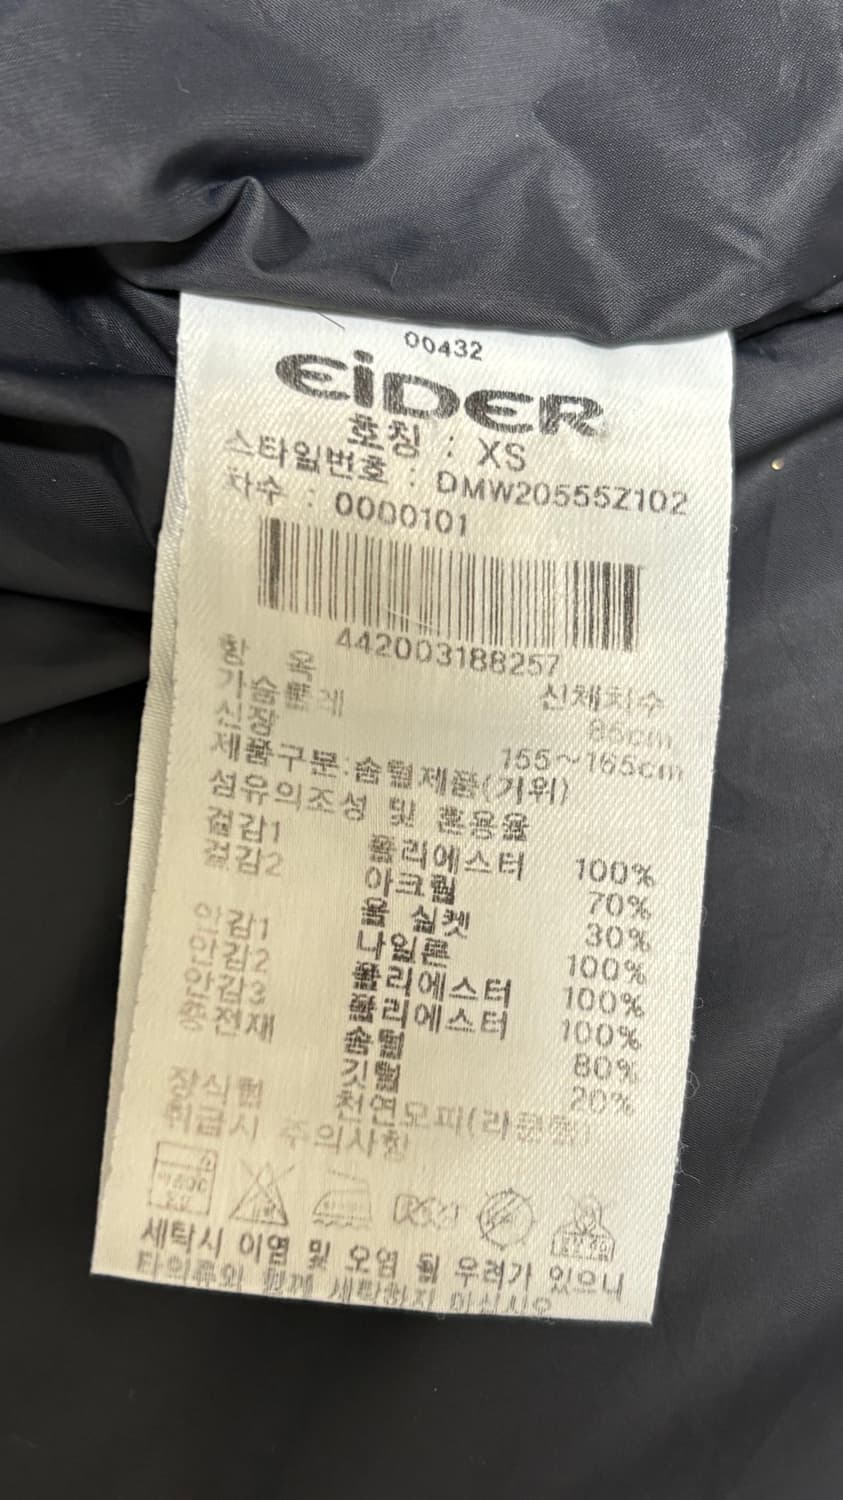 00432
EiDER
호칭 : XS
스타일번호 : DMW20555Z102
차수 : 0000101
442003188257
항 목 신체치수
가슴둘레 85cm
신장 155~165cm
제품구분:솜털제품(거위)
섬유의조성 및 혼용율
겉감1 폴리에스터 100%
겉감2 아크릴 70%
울 실켓 30%
안감1 나일론 100%
안감2 폴리에스터 100%
안감3 폴리에스터 100%
충전재 솜털 80%
깃털 20%
장식털 천연모피(라쿤털)
취급시 주의사항
세탁시 이염 및 오염 될 우려가 있으니
타의류와 함께 세탁하지 마십시오